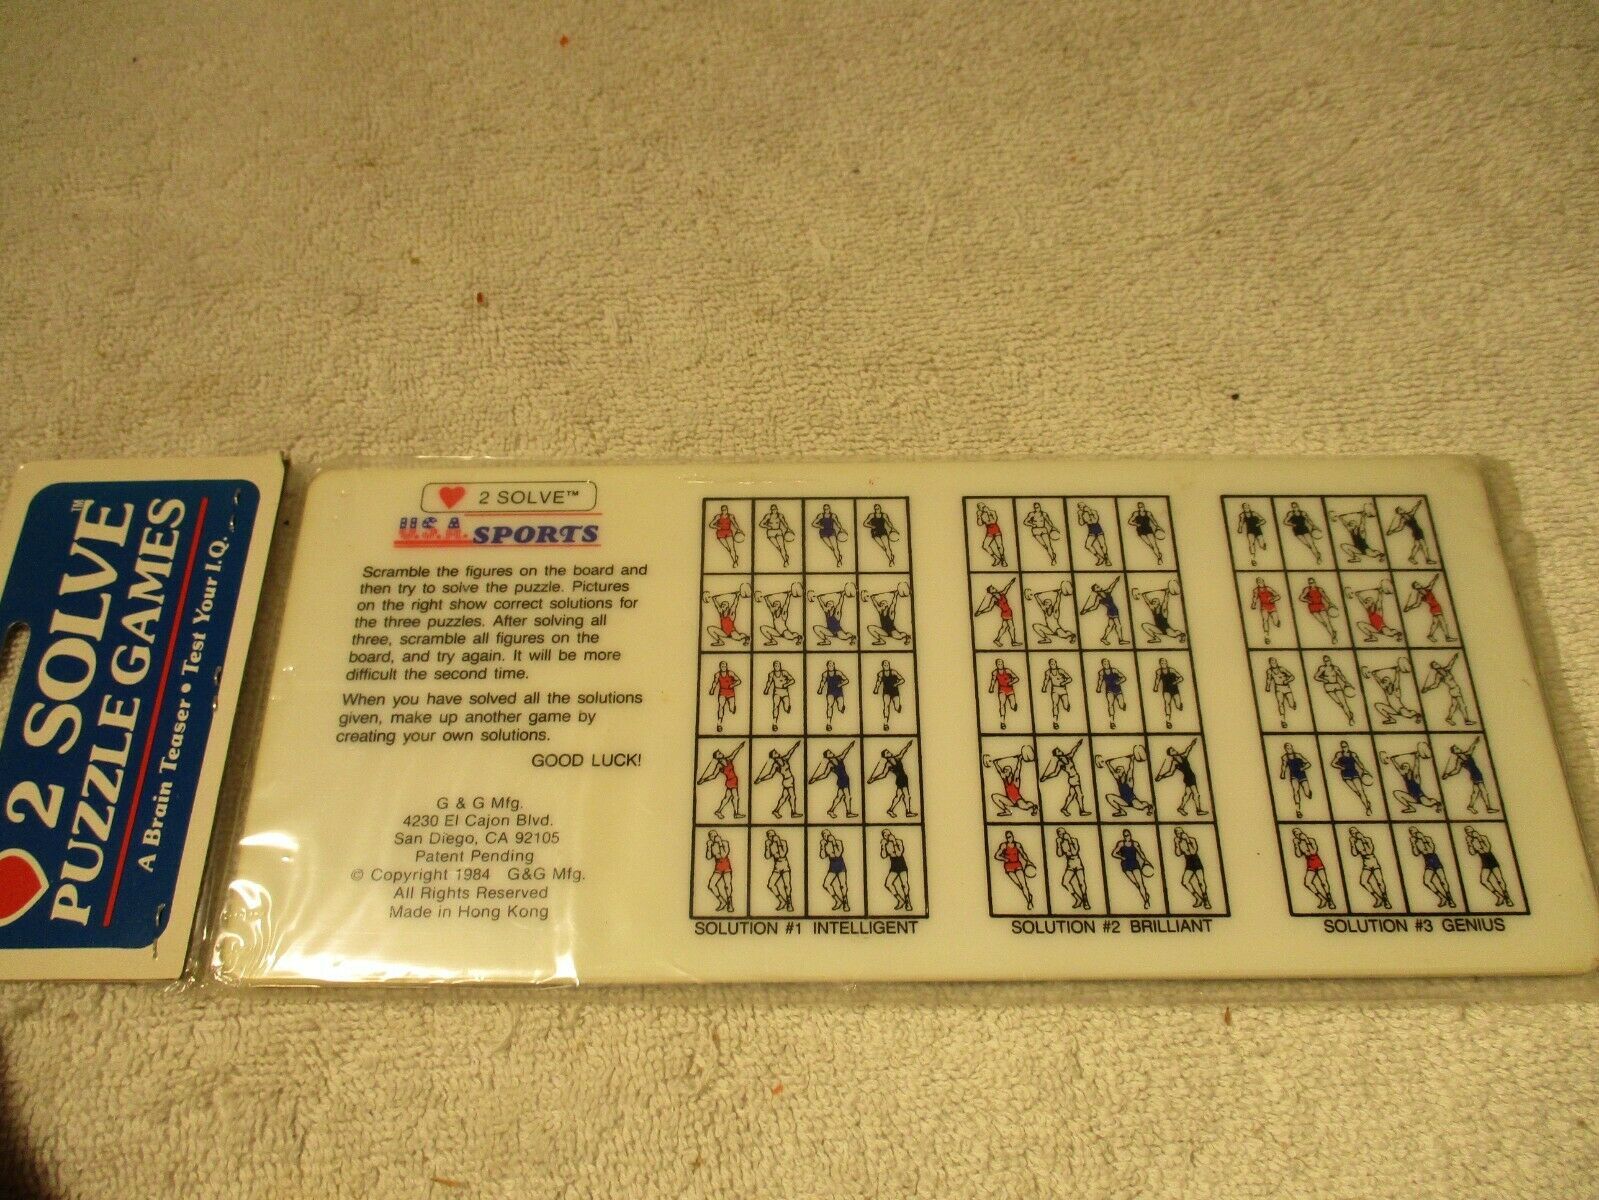 2 SOLVE™
PUZZLE GAMES
A Brain Teaser • Test Your I.Q.
2 SOLVE™
U.S.A. SPORTS
Scramble the figures on the board and
then try to solve the puzzle. Pictures
on the right show correct solutions for
the three puzzles. After solving all
three, scramble all figures on the
board, and try again. It will be more
difficult the second time.
When you have solved all the solutions
given, make up another game by
creating your own solutions.
GOOD LUCK!
G & G Mfg.
4230 El Cajon Blvd.
San Diego, CA 92105
Patent Pending
© Copyright 1984 G&G Mfg.
All Rights Reserved
Made in Hong Kong
SOLUTION #1 INTELLIGENT
SOLUTION #2 BRILLIANT
SOLUTION #3 GENIUS